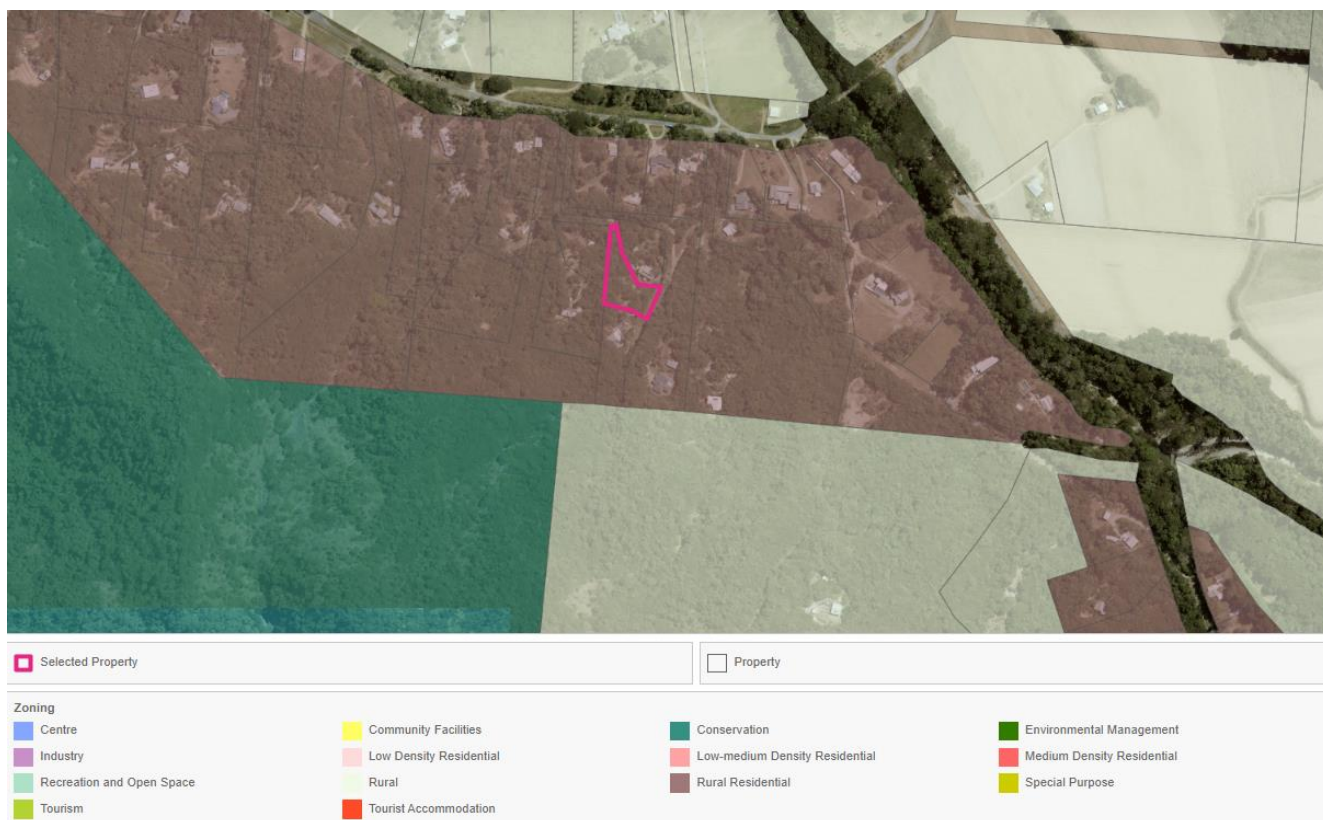 Selected Property
Property
Zoning
Centre
Community Facilities
Conservation
Environmental Management
Industry
Low Density Residential
Low-medium Density Residential
Medium Density Residential
Recreation and Open Space
Rural
Rural Residential
Special Purpose
Tourism
Tourist Accommodation